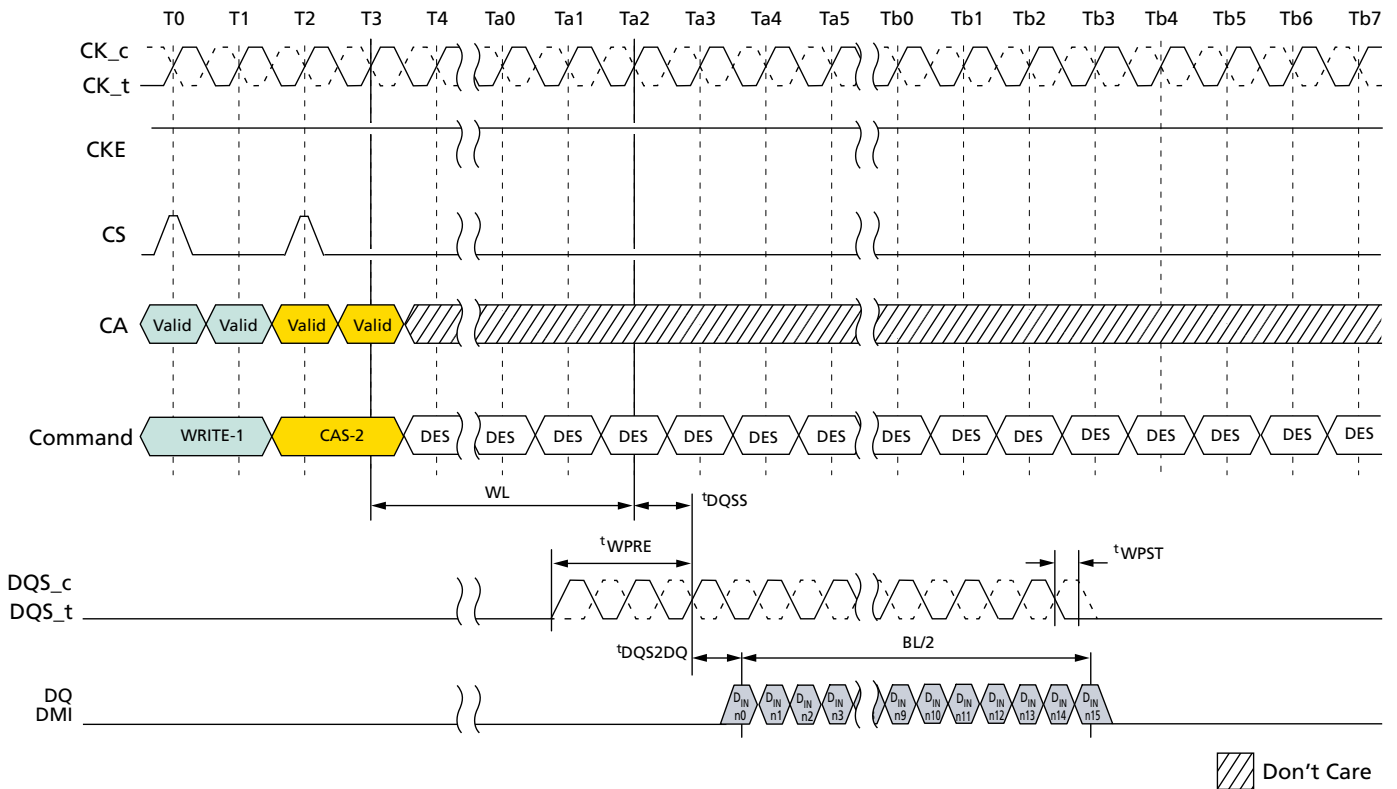 T0 T1 T2 T3 T4 Ta0 Ta1 Ta2 Ta3 Ta4 Ta5 Tb0 Tb1 Tb2 Tb3 Tb4 Tb5 Tb6 Tb7
CK_c
CK_t
CKE
CS
CA Valid Valid Valid Valid
Command WRITE-1 CAS-2 DES DES DES DES DES DES DES DES DES DES DES DES DES DES DES
WL tDQSS
tWPRE tWPST
DQS_c
DQS_t
tDQS2DQ BL/2
DQ
DMI
DIN n0 DIN n1 DIN n2 DIN n3 DIN n9 DIN n10 DIN n11 DIN n12 DIN n13 DIN n14 DIN n15
Don't Care